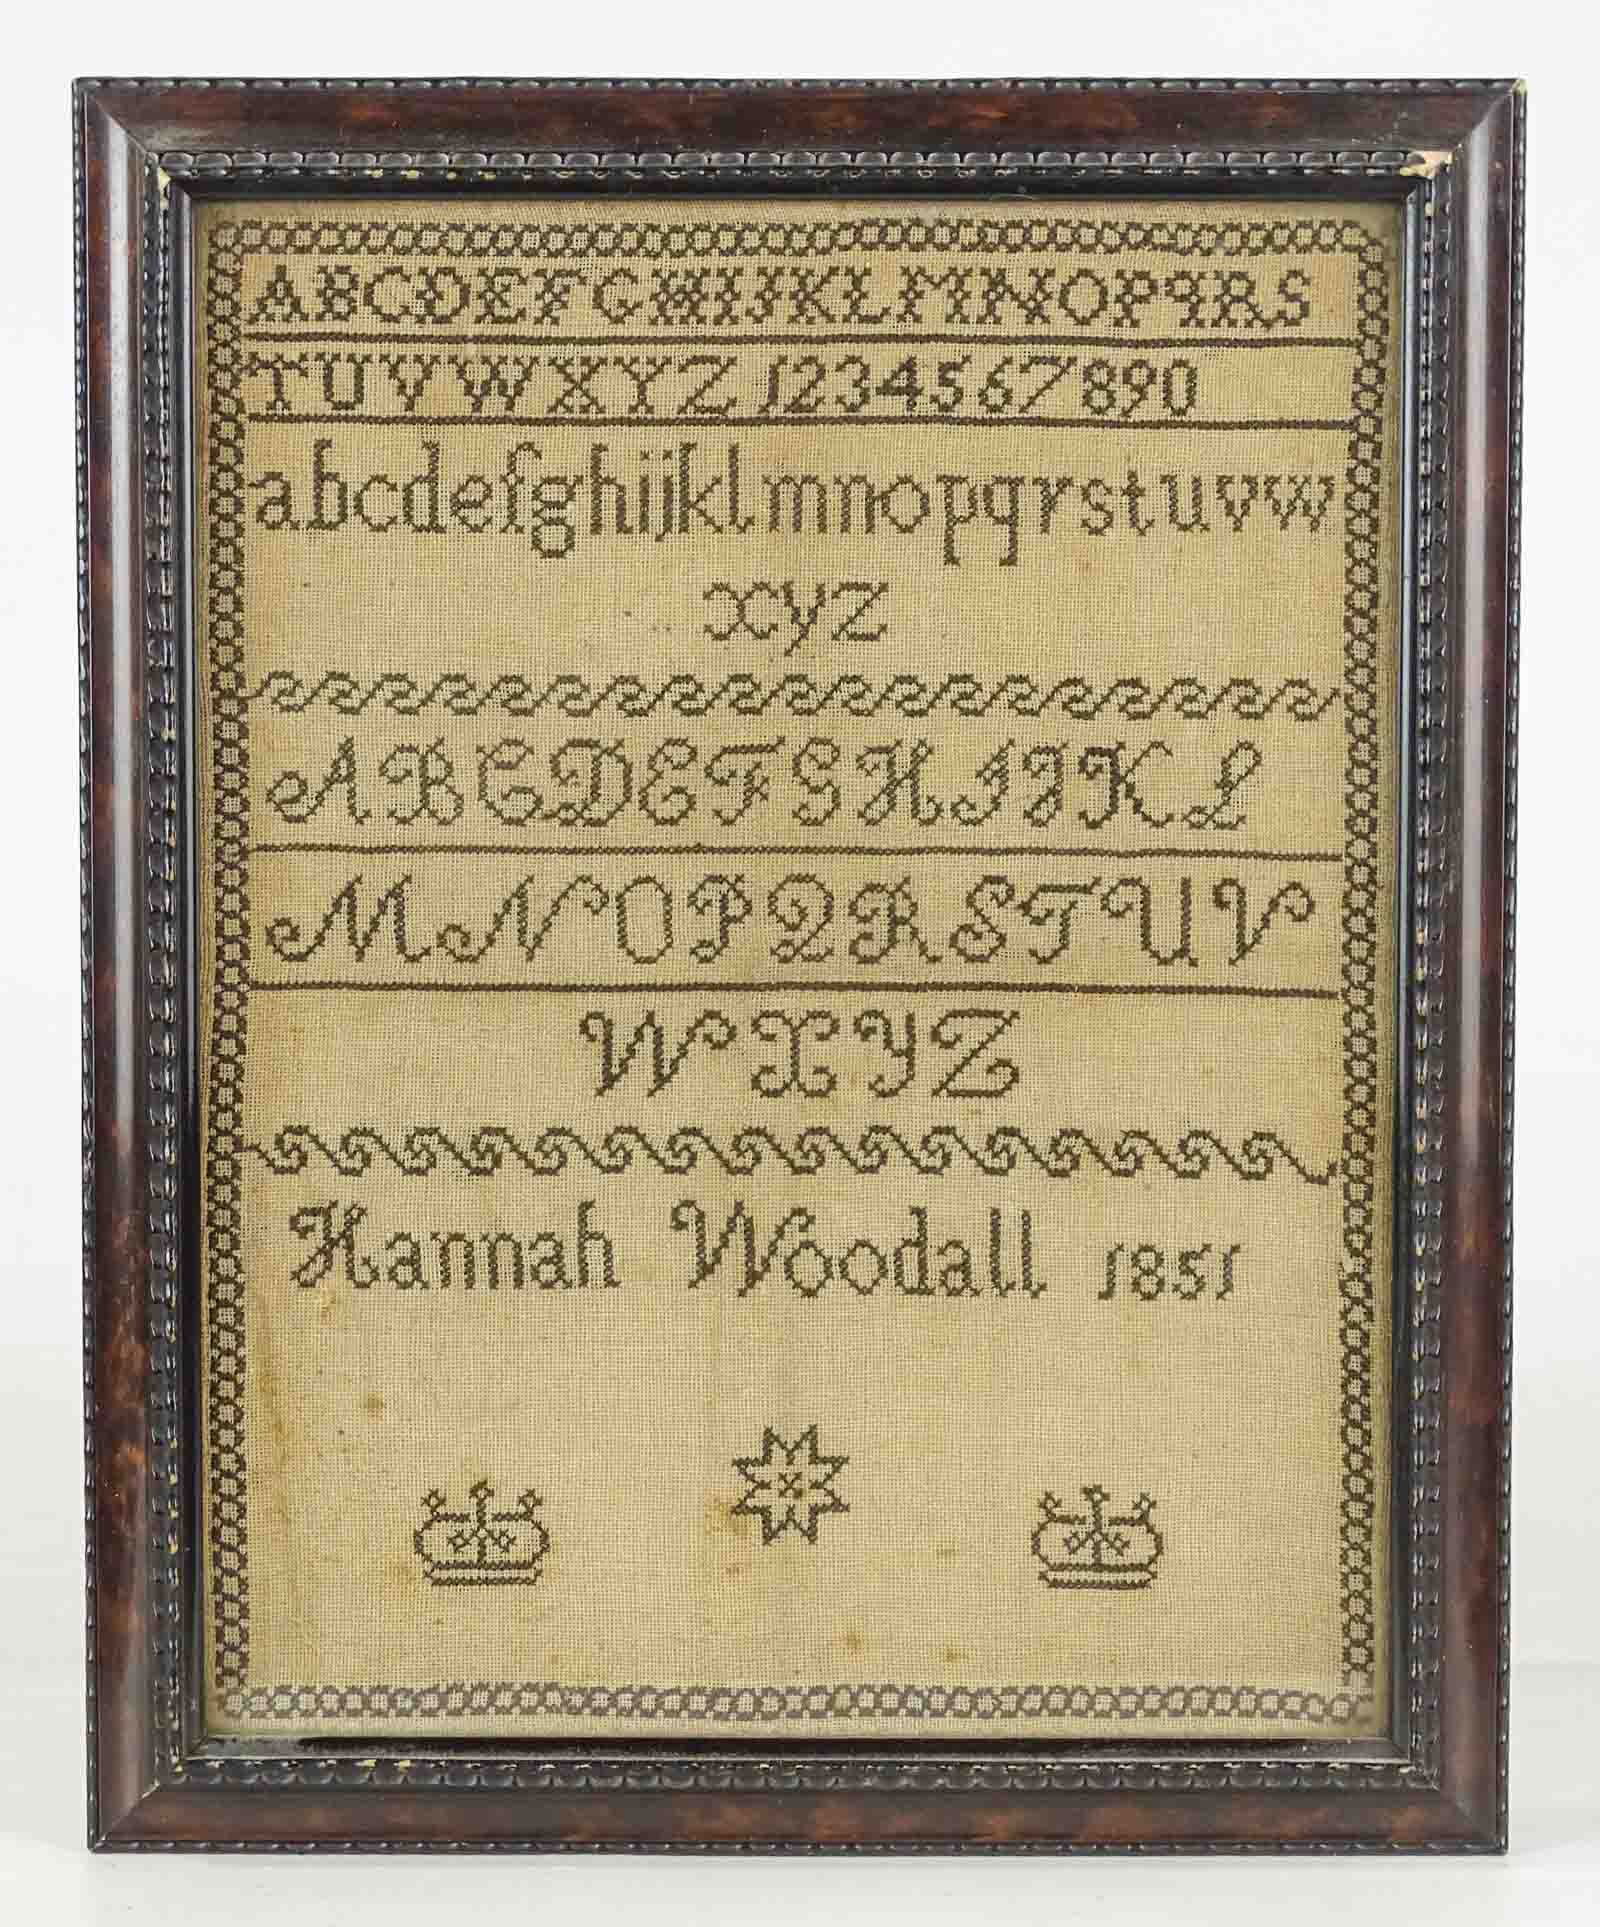 ABCDEFGHIJKLMNOPqRS
TUVWXYZ 1234567890
abcdefghijklmnopqrstuvw
xyz
ABCDEFGHIJKL
MNOPQRSTUV
WXYZ
Hannah Woodall 1851